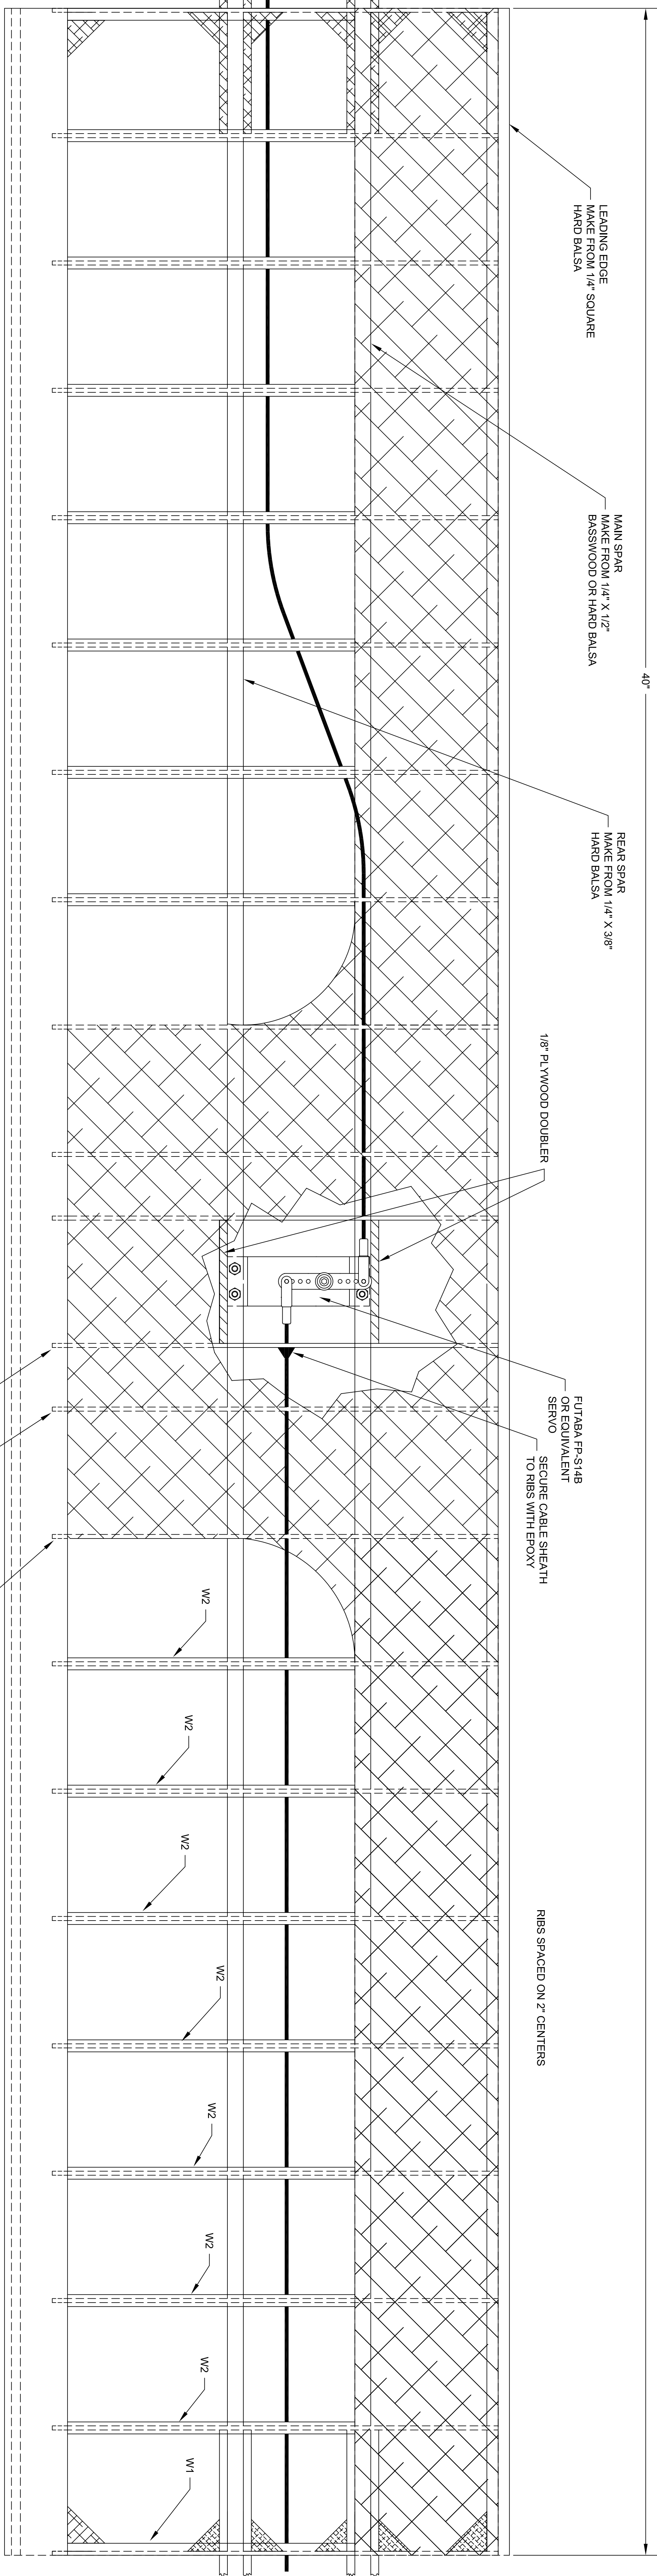 40"
LEADING EDGE
MAKE FROM 1/4" SQUARE
HARD BALSA
MAIN SPAR
MAKE FROM 1/4" X 1/2"
BASSWOOD OR HARD BALSA
REAR SPAR
MAKE FROM 1/4" X 3/8"
HARD BALSA
1/8" PLYWOOD DOUBLER
FUTABA FP-S14B
OR EQUIVALENT
SERVO
SECURE CABLE SHEATH
TO RIBS WITH EPOXY
RIBS SPACED ON 2" CENTERS
W2
W2
W2
W2
W2
W2
W2
W1